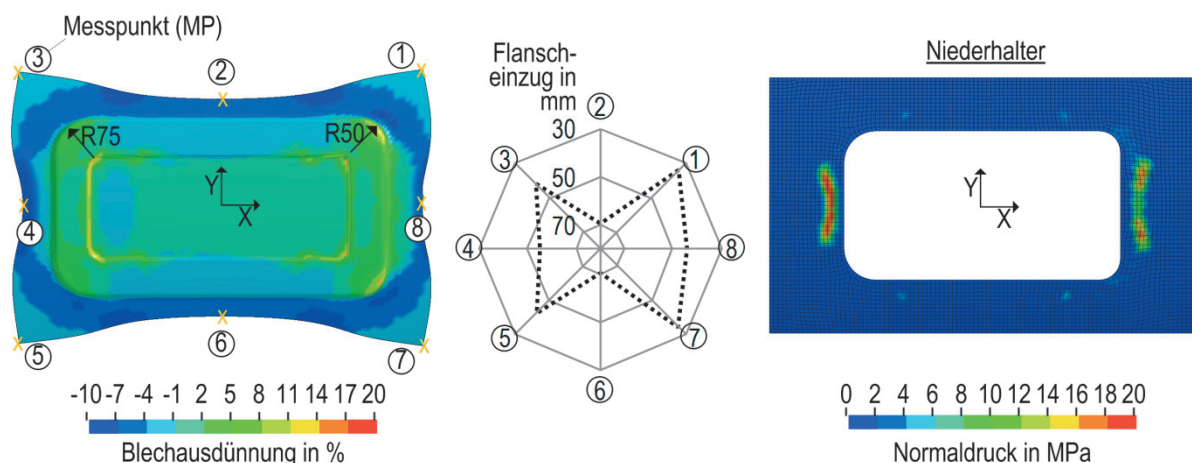 Messpunkt (MP)
③
②
①
R75
R50
Y
X
④
⑧
⑤
⑥
⑦
-10 -7 -4 -1 2 5 8 11 14 17 20
Blechausdünnung in %
Flansch-
einzug in
mm
②
30
③
①
50
70
④
⑧
⑤
⑦
⑥
Niederhalter
Y
X
0 2 4 6 8 10 12 14 16 18 20
Normaldruck in MPa